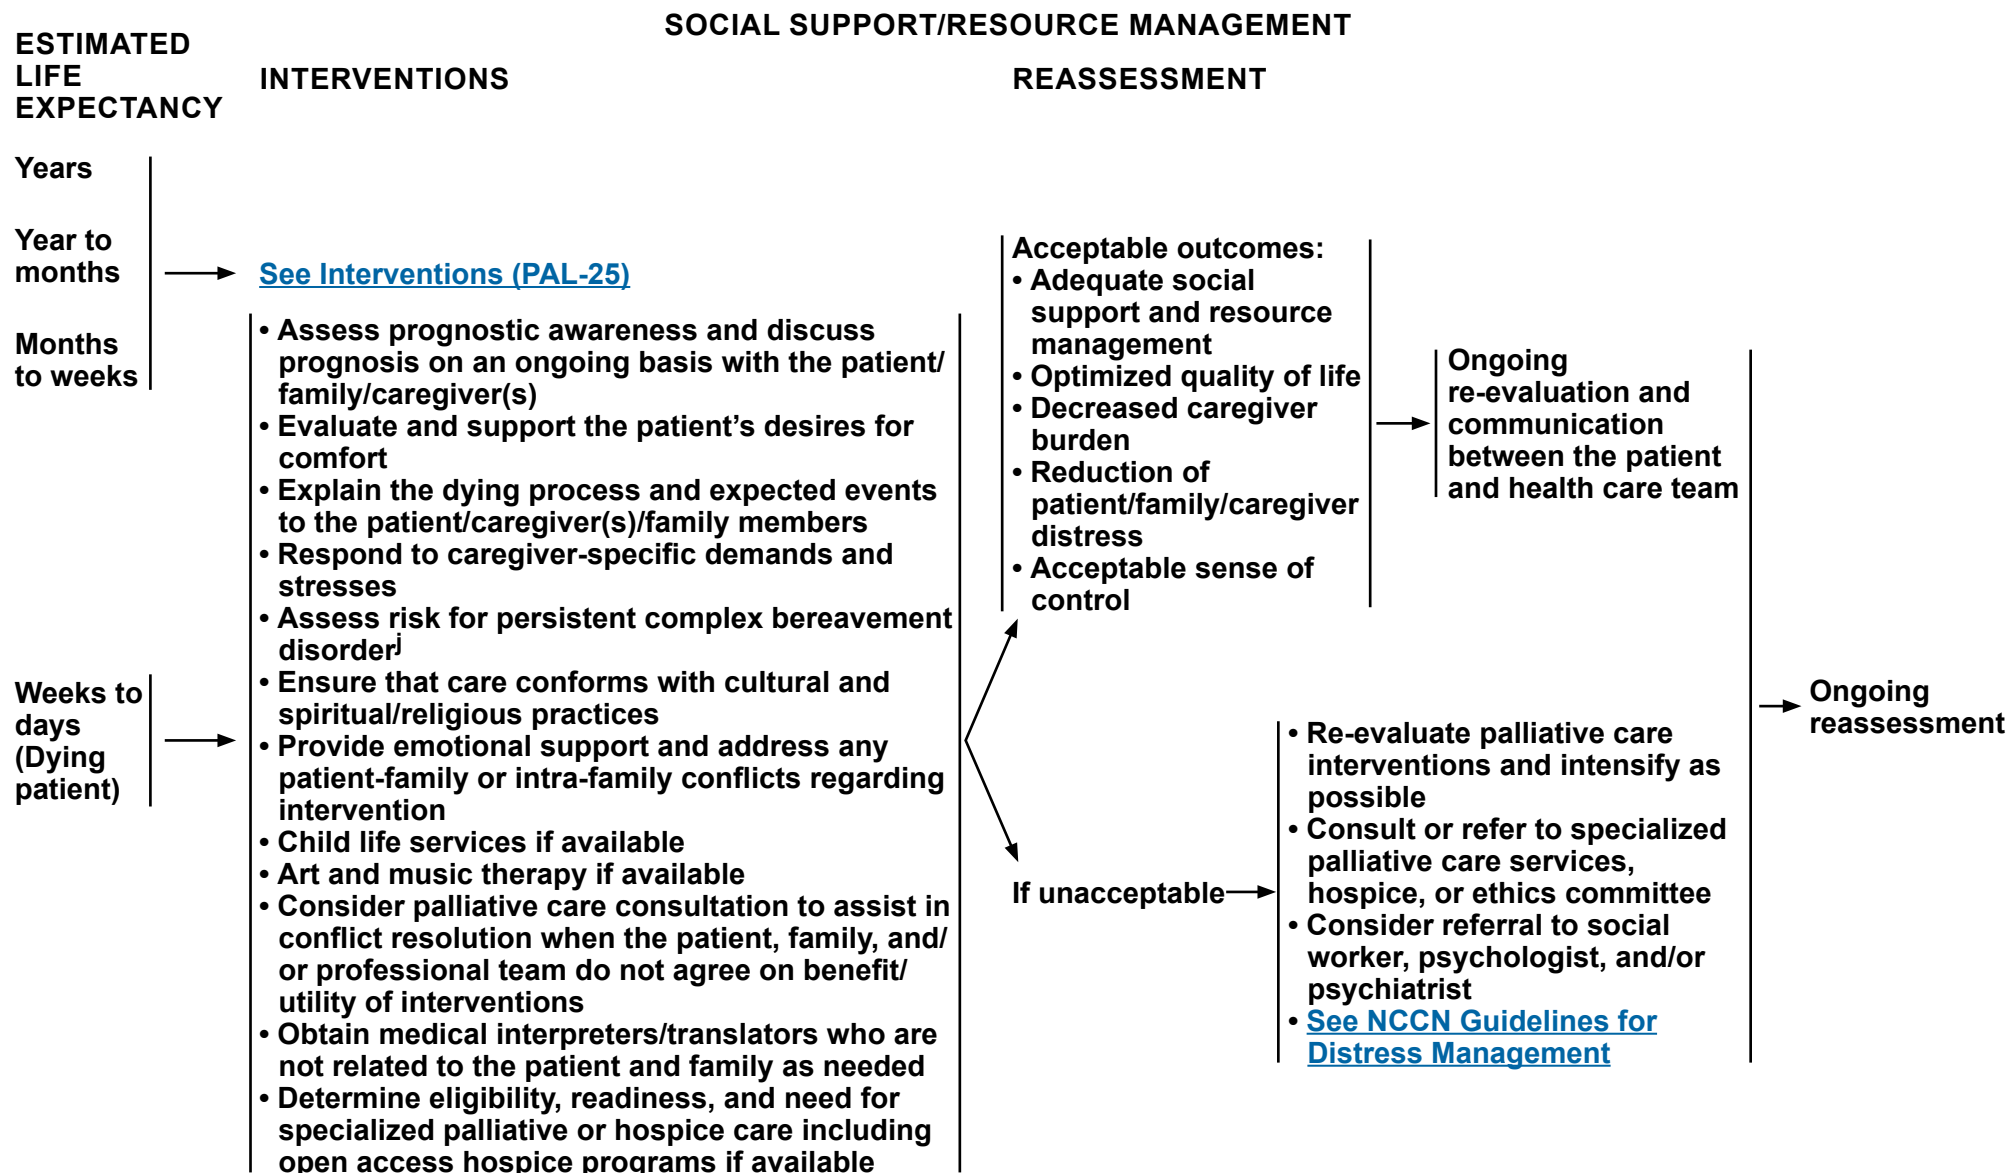 SOCIAL SUPPORT/RESOURCE MANAGEMENT
ESTIMATED
LIFE
EXPECTANCY
INTERVENTIONS
REASSESSMENT
Years
Year to
months
Months
to weeks
See Interventions (PAL-25)
Weeks to
days
(Dying
patient)
• Assess prognostic awareness and discuss
prognosis on an ongoing basis with the patient/
family/caregiver(s)
• Evaluate and support the patient’s desires for
comfort
• Explain the dying process and expected events
to the patient/caregiver(s)/family members
• Respond to caregiver-specific demands and
stresses
• Assess risk for persistent complex bereavement
disorderj
• Ensure that care conforms with cultural and
spiritual/religious practices
• Provide emotional support and address any
patient-family or intra-family conflicts regarding
intervention
• Child life services if available
• Art and music therapy if available
• Consider palliative care consultation to assist in
conflict resolution when the patient, family, and/
or professional team do not agree on benefit/
utility of interventions
• Obtain medical interpreters/translators who are
not related to the patient and family as needed
• Determine eligibility, readiness, and need for
specialized palliative or hospice care including
open access hospice programs if available
Acceptable outcomes:
• Adequate social
support and resource
management
• Optimized quality of life
• Decreased caregiver
burden
• Reduction of
patient/family/caregiver
distress
• Acceptable sense of
control
Ongoing
re-evaluation and
communication
between the patient
and health care team
If unacceptable
• Re-evaluate palliative care
interventions and intensify as
possible
• Consult or refer to specialized
palliative care services,
hospice, or ethics committee
• Consider referral to social
worker, psychologist, and/or
psychiatrist
• See NCCN Guidelines for
Distress Management
Ongoing
reassessment